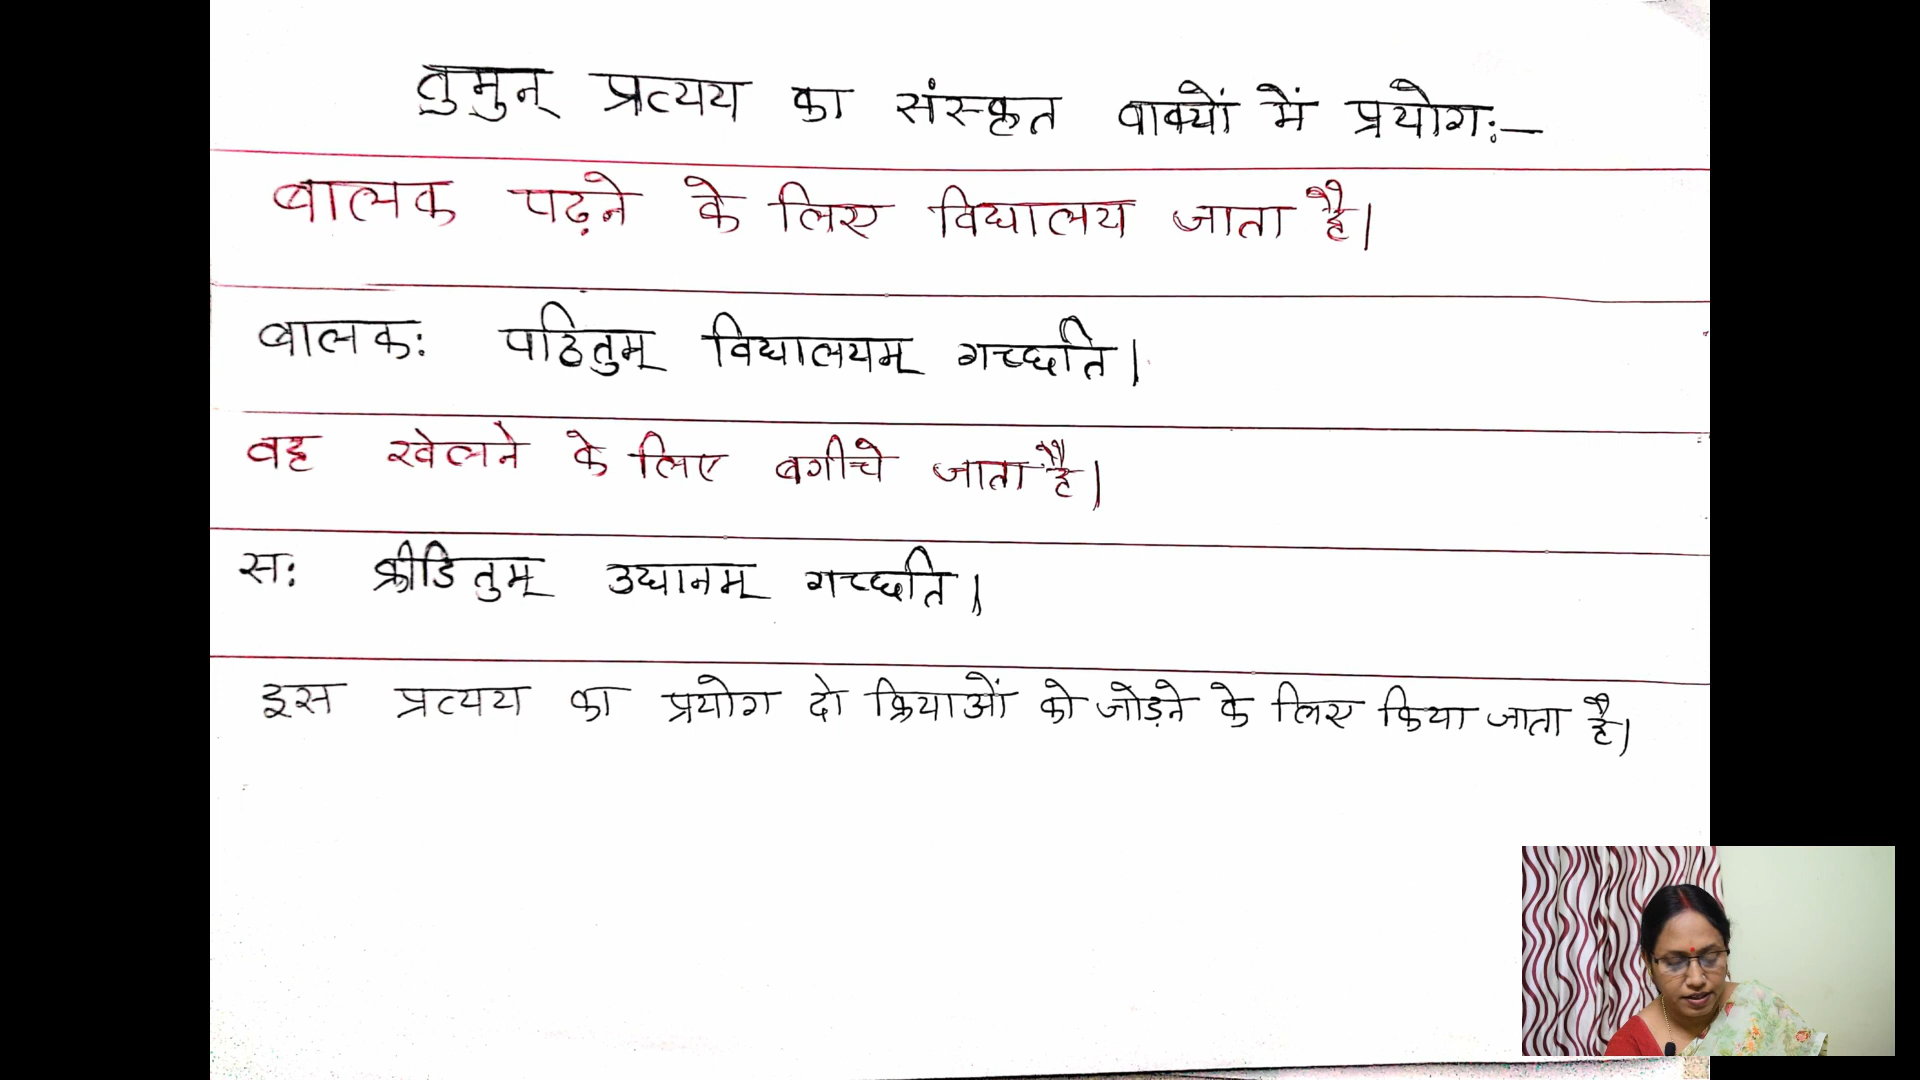 तुमुन् प्रत्यय का संस्कृत वाक्यों में प्रयोग:–
बालक पढ़ने के लिए विद्यालय जाता है।
बालक: पठितुम् विद्यालयम् गच्छति।
वह खेलने के लिए बगीचे जाता है।
स: क्रीडितुम् उद्यानम् गच्छति।
इस प्रत्यय का प्रयोग दो क्रियाओं को जोड़ने के लिए किया जाता है।